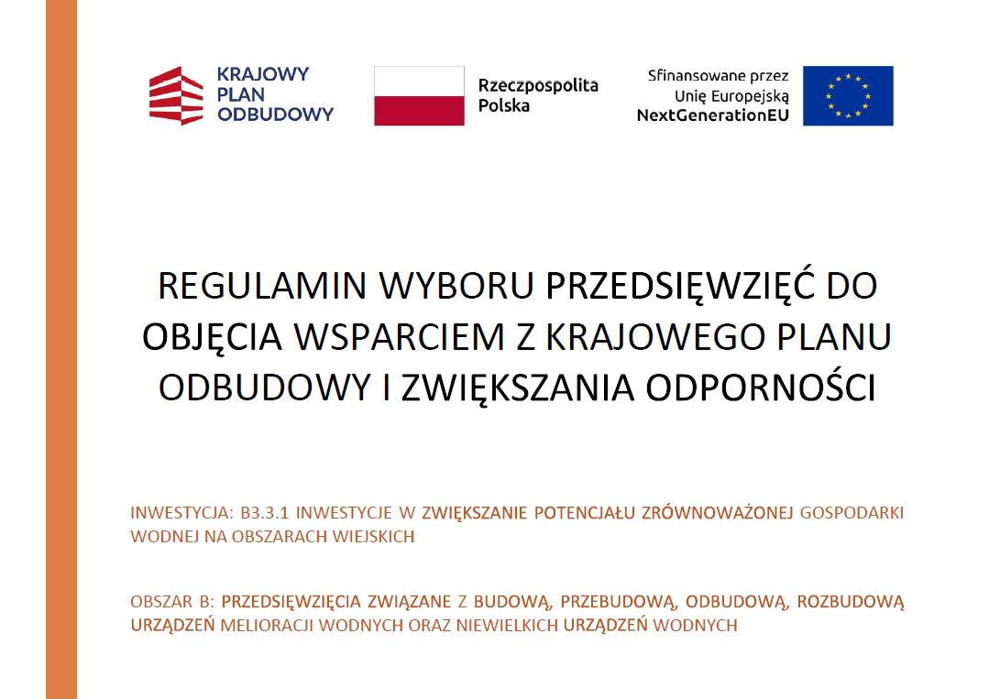 KRAJOWY
PLAN
ODBUDOWY
Rzeczpospolita
Polska
Sfinansowane przez
Unię Europejską
NextGenerationEU
REGULAMIN WYBORU PRZEDSIĘWZIĘĆ DO
OBJĘCIA WSPARCIEM Z KRAJOWEGO PLANU
ODBUDOWY I ZWIĘKSZANIA ODPORNOŚCI
INWESTYCJA: B3.3.1 INWESTYCJE W ZWIĘKSZANIE POTENCJAŁU ZRÓWNOWAŻONEJ GOSPODARKI
WODNEJ NA OBSZARACH WIEJSKICH
OBSZAR B: PRZEDSIĘWZIĘCIA ZWIĄZANE Z BUDOWĄ, PRZEBUDOWĄ, ODBUDOWĄ, ROZBUDOWĄ
URZĄDZEŃ MELIORACJI WODNYCH ORAZ NIEWIELKICH URZĄDZEŃ WODNYCH